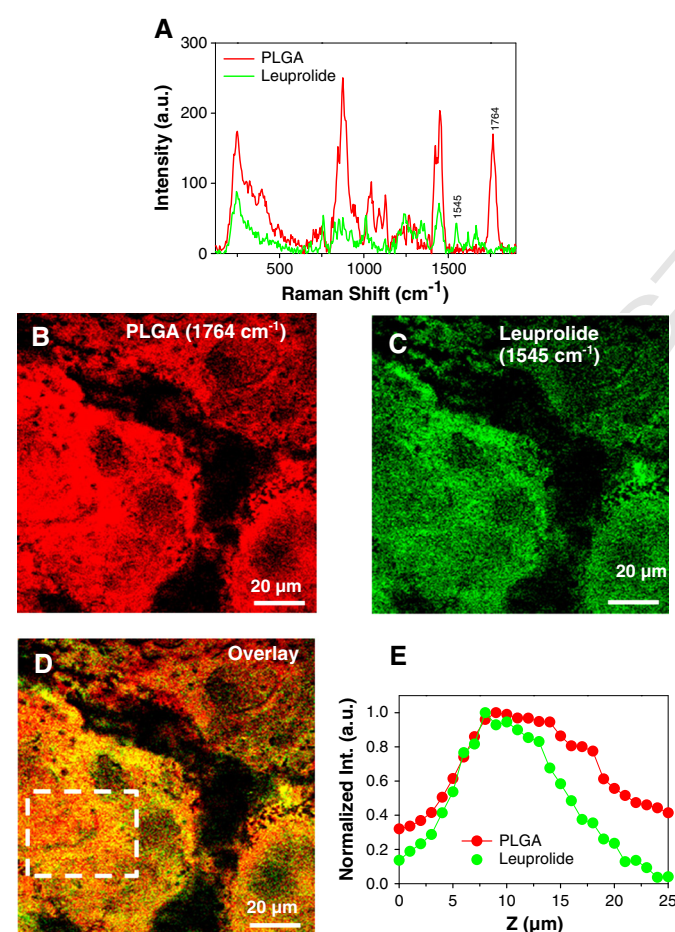 A
300
200
100
0
Intensity (a.u.)
PLGA
Leuprolide
1545
1764
500
1000
1500
Raman Shift (cm⁻¹)
B
PLGA (1764 cm⁻¹)
20 μm
C
Leuprolide
(1545 cm⁻¹)
20 μm
D
Overlay
20 μm
E
1.0
0.8
0.6
0.4
0.2
0.0
Normalized Int. (a.u.)
PLGA
Leuprolide
0
5
10
15
20
25
Z (μm)